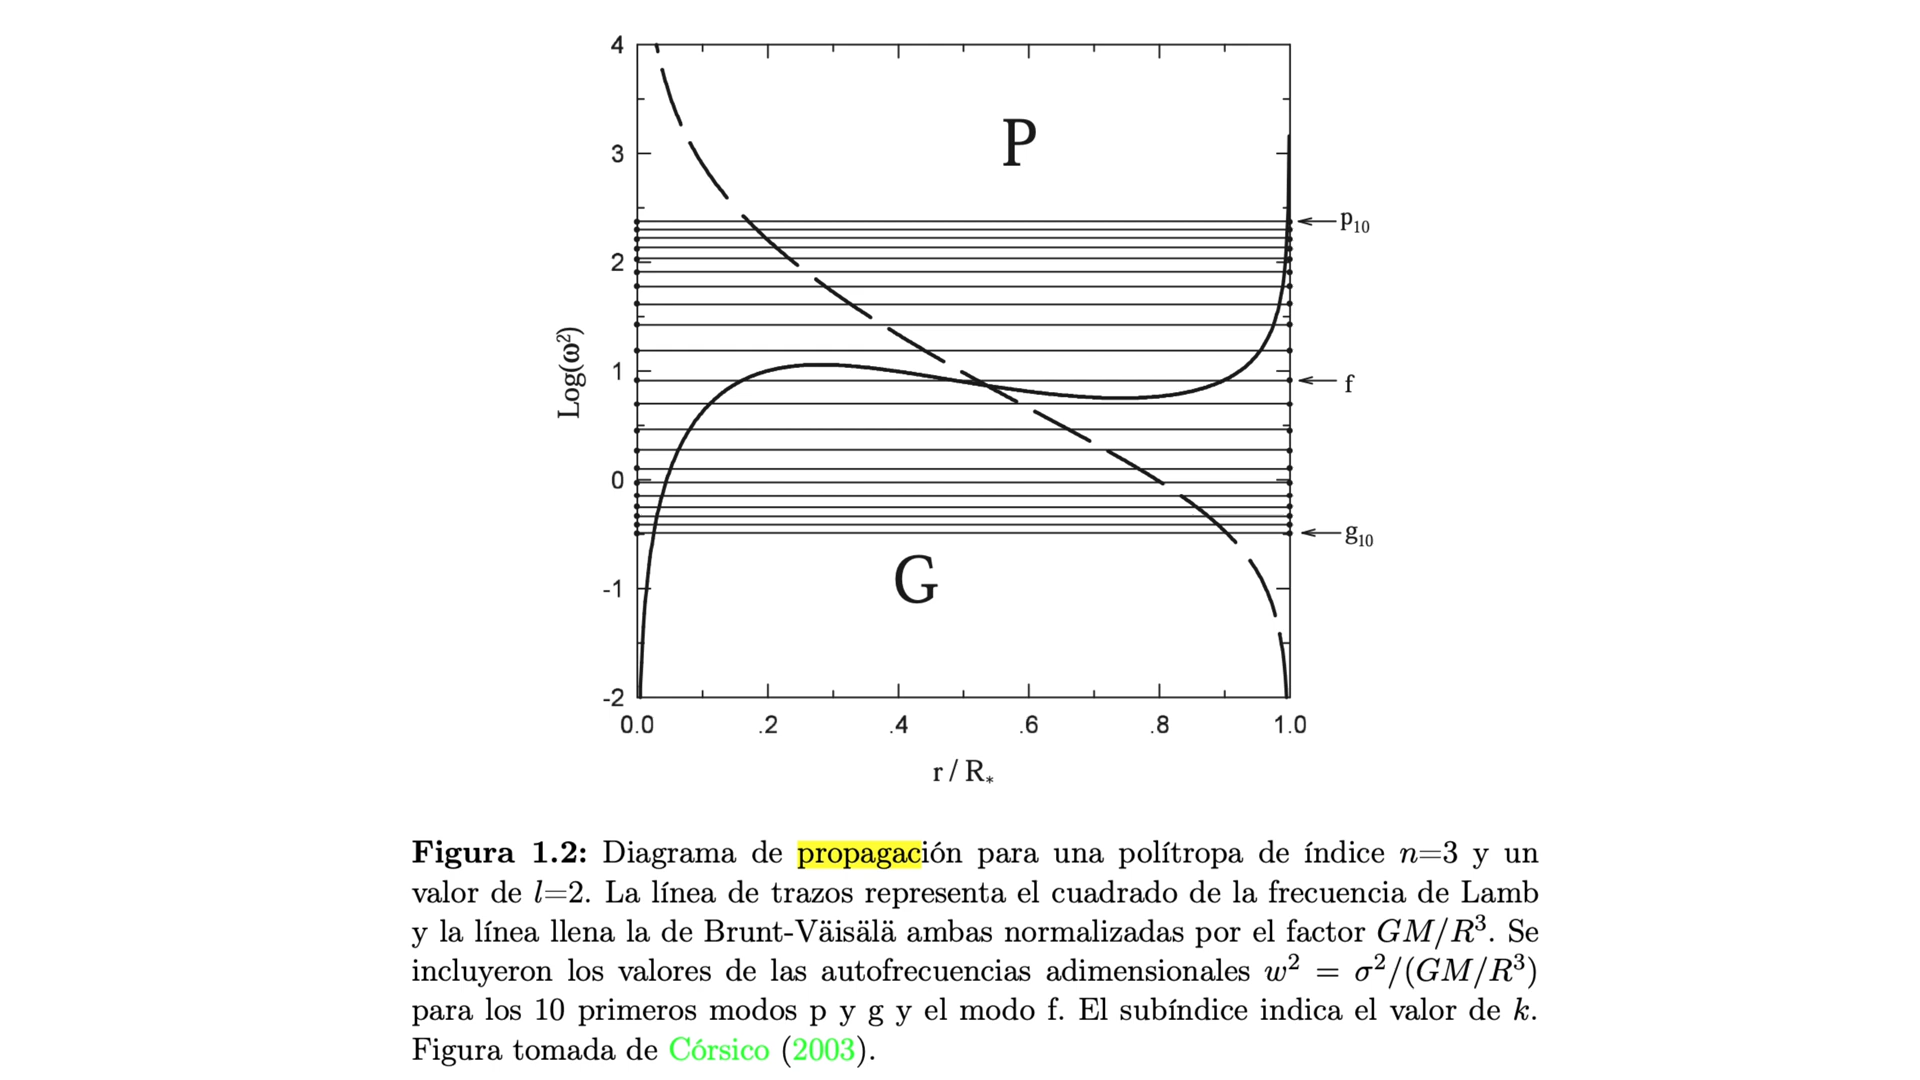 4
P
3
p₁₀
2
Log(ω²)
1
f
0
g₁₀
G
-1
-2
0.0 .2 .4 .6 .8 1.0
r / R*
Figura 1.2: Diagrama de propagación para una polítropa de índice n=3 y un
valor de l=2. La línea de trazos representa el cuadrado de la frecuencia de Lamb
y la línea llena la de Brunt-Väisälä ambas normalizadas por el factor GM/R³. Se
incluyeron los valores de las autofrecuencias adimensionales w² = σ²/(GM/R³)
para los 10 primeros modos p y g y el modo f. El subíndice indica el valor de k.
Figura tomada de Córsico (2003).